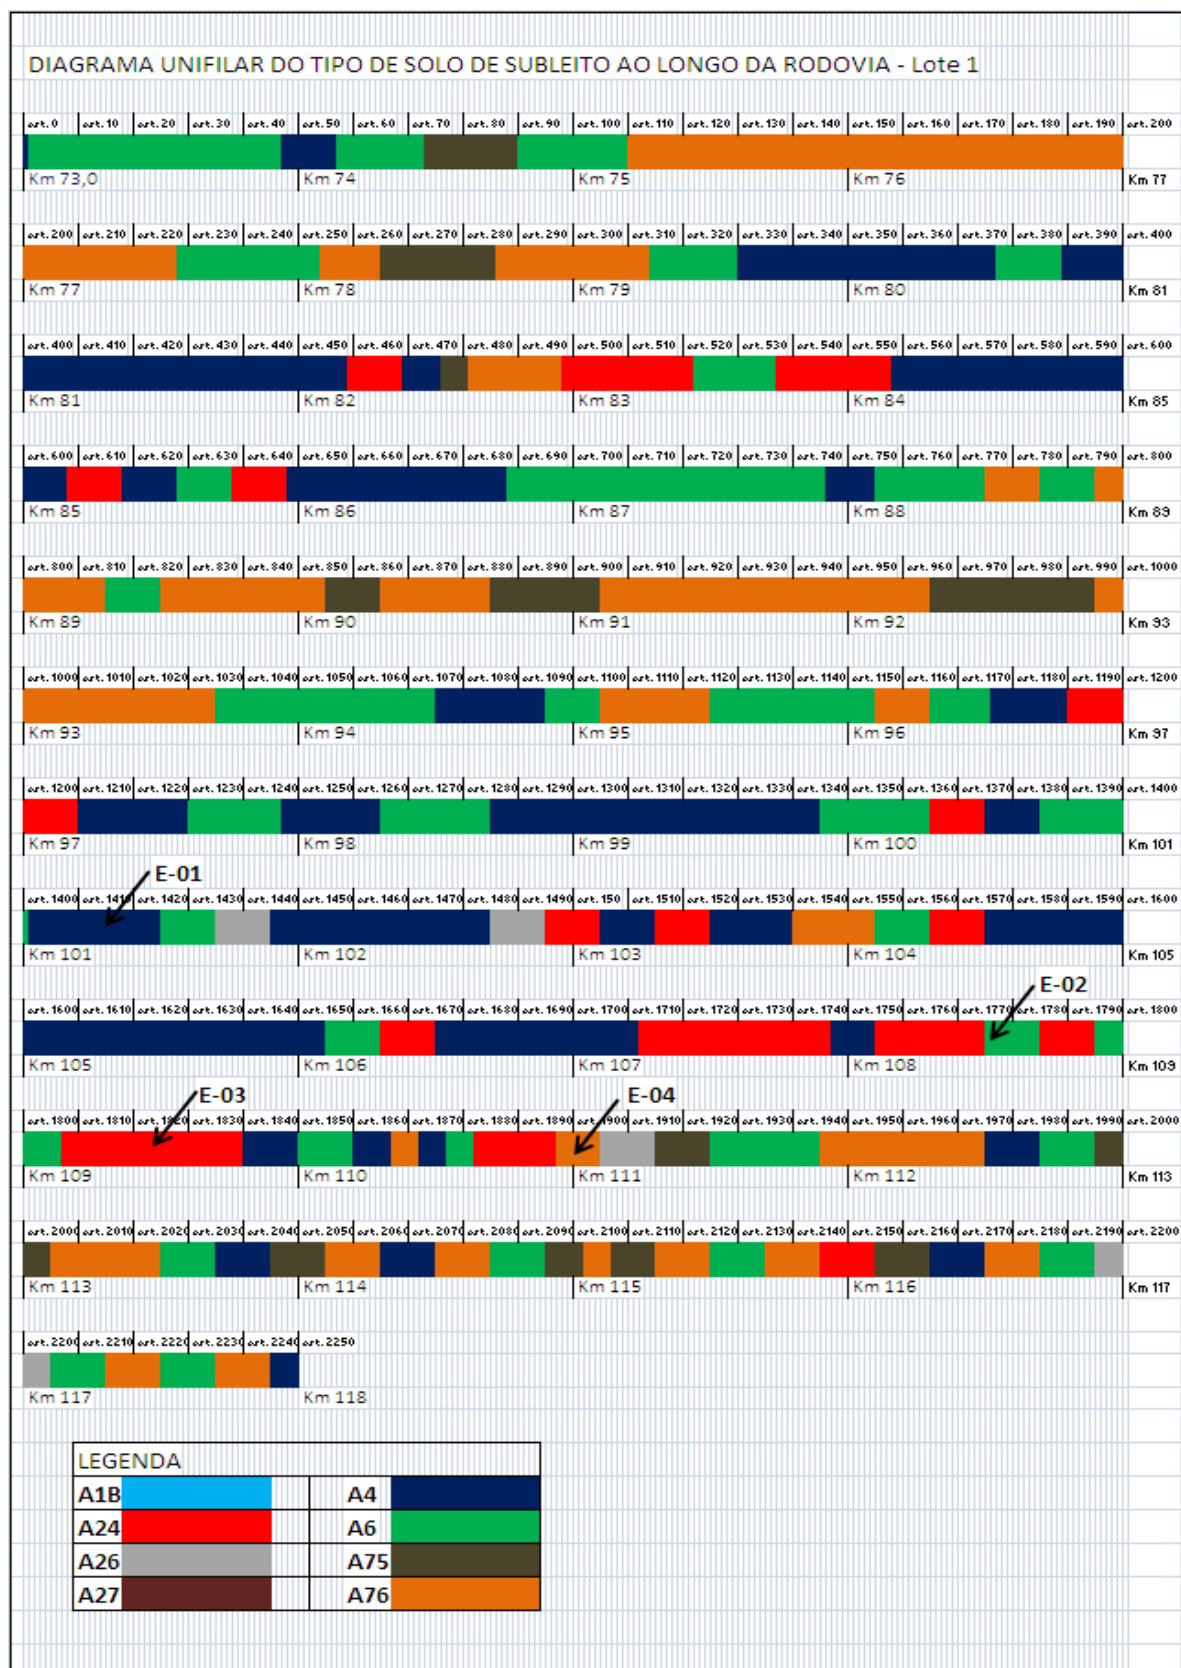 DIAGRAMA UNIFILAR DO TIPO DE SOLO DE SUBLEITO AO LONGO DA RODOVIA - Lote 1
est. 0 est. 10 est. 20 est. 30 est. 40 est. 50 est. 60 est. 70 est. 80 est. 90 est. 100 est. 110 est. 120 est. 130 est. 140 est. 150 est. 160 est. 170 est. 180 est. 190 est. 200
Km 73,0 Km 74 Km 75 Km 76 Km 77
est. 200 est. 210 est. 220 est. 230 est. 240 est. 250 est. 260 est. 270 est. 280 est. 290 est. 300 est. 310 est. 320 est. 330 est. 340 est. 350 est. 360 est. 370 est. 380 est. 390 est. 400
Km 77 Km 78 Km 79 Km 80 Km 81
est. 400 est. 410 est. 420 est. 430 est. 440 est. 450 est. 460 est. 470 est. 480 est. 490 est. 500 est. 510 est. 520 est. 530 est. 540 est. 550 est. 560 est. 570 est. 580 est. 590 est. 600
Km 81 Km 82 Km 83 Km 84 Km 85
est. 600 est. 610 est. 620 est. 630 est. 640 est. 650 est. 660 est. 670 est. 680 est. 690 est. 700 est. 710 est. 720 est. 730 est. 740 est. 750 est. 760 est. 770 est. 780 est. 790 est. 800
Km 85 Km 86 Km 87 Km 88 Km 89
est. 800 est. 810 est. 820 est. 830 est. 840 est. 850 est. 860 est. 870 est. 880 est. 890 est. 900 est. 910 est. 920 est. 930 est. 940 est. 950 est. 960 est. 970 est. 980 est. 990 est. 1000
Km 89 Km 90 Km 91 Km 92 Km 93
est. 1000 est. 1010 est. 1020 est. 1030 est. 1040 est. 1050 est. 1060 est. 1070 est. 1080 est. 1090 est. 1100 est. 1110 est. 1120 est. 1130 est. 1140 est. 1150 est. 1160 est. 1170 est. 1180 est. 1190 est. 1200
Km 93 Km 94 Km 95 Km 96 Km 97
est. 1200 est. 1210 est. 1220 est. 1230 est. 1240 est. 1250 est. 1260 est. 1270 est. 1280 est. 1290 est. 1300 est. 1310 est. 1320 est. 1330 est. 1340 est. 1350 est. 1360 est. 1370 est. 1380 est. 1390 est. 1400
Km 97 Km 98 Km 99 Km 100 Km 101
E-01
est. 1400 est. 1410 est. 1420 est. 1430 est. 1440 est. 1450 est. 1460 est. 1470 est. 1480 est. 1490 est. 150 est. 1510 est. 1520 est. 1530 est. 1540 est. 1550 est. 1560 est. 1570 est. 1580 est. 1590 est. 1600
Km 101 Km 102 Km 103 Km 104 Km 105
E-02
est. 1600 est. 1610 est. 1620 est. 1630 est. 1640 est. 1650 est. 1660 est. 1670 est. 1680 est. 1690 est. 1700 est. 1710 est. 1720 est. 1730 est. 1740 est. 1750 est. 1760 est. 1770 est. 1780 est. 1790 est. 1800
Km 105 Km 106 Km 107 Km 108 Km 109
E-03 E-04
est. 1800 est. 1810 est. 1820 est. 1830 est. 1840 est. 1850 est. 1860 est. 1870 est. 1880 est. 1890 est. 1900 est. 1910 est. 1920 est. 1930 est. 1940 est. 1950 est. 1960 est. 1970 est. 1980 est. 1990 est. 2000
Km 109 Km 110 Km 111 Km 112 Km 113
est. 2000 est. 2010 est. 2020 est. 2030 est. 2040 est. 2050 est. 2060 est. 2070 est. 2080 est. 2090 est. 2100 est. 2110 est. 2120 est. 2130 est. 2140 est. 2150 est. 2160 est. 2170 est. 2180 est. 2190 est. 2200
Km 113 Km 114 Km 115 Km 116 Km 117
est. 2200 est. 2210 est. 2220 est. 2230 est. 2240 est. 2250
Km 117 Km 118
LEGENDA
A1B A4
A24 A6
A26 A75
A27 A76